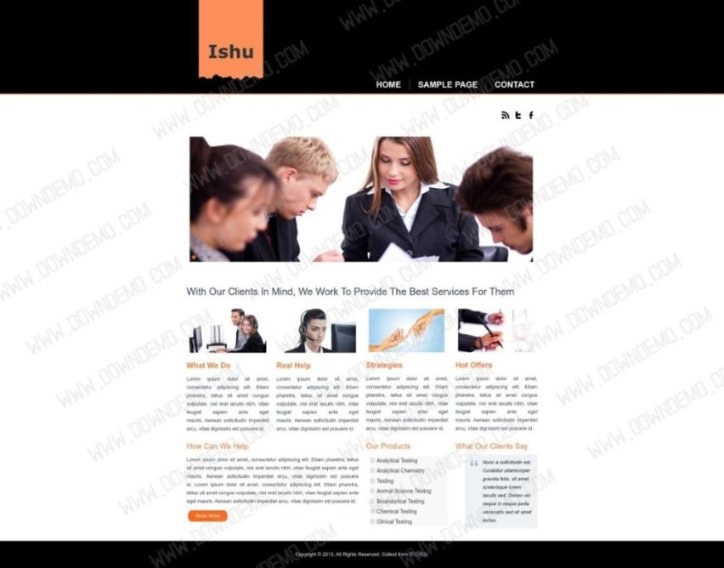 Ishu
HOME
SAMPLE PAGE
CONTACT
With Our Clients In Mind, We Work To Provide The Best Services For Them
What We Do
Real Help
Strategies
Hot Offers
Lorem ipsum dolor sit amet,
consectetur adipiscing elit. Etiam
pharetra, tellus sit amet congue
vulputate, nisi erat iaculis nibh, vitae
feugiat sapien ante eget
mauris. Aenean sollicitudin imperdiet
arcu, vitae dignissim est posuere id.
Lorem ipsum dolor sit amet,
consectetur adipiscing elit. Etiam
pharetra, tellus sit amet congue
vulputate, nisi erat iaculis nibh, vitae
feugiat sapien ante eget
mauris. Aenean sollicitudin imperdiet
arcu, vitae dignissim est posuere id.
Lorem ipsum dolor sit amet,
consectetur adipiscing elit. Etiam
pharetra, tellus sit amet congue
vulputate, nisi erat iaculis nibh, vitae
feugiat sapien ante eget
mauris. Aenean sollicitudin imperdiet
arcu, vitae dignissim est posuere id.
Lorem ipsum dolor sit amet,
consectetur adipiscing elit. Etiam
pharetra, tellus sit amet congue
vulputate, nisi erat iaculis nibh, vitae
feugiat sapien ante eget
mauris. Aenean sollicitudin imperdiet
arcu, vitae dignissim est posuere id.
How Can We Help
Lorem ipsum dolor sit amet, consectetur adipiscing elit. Etiam pharetra, tellus
sit amet congue vulputate, nisi erat iaculis nibh, vitae feugiat sapien ante eget
mauris. Aenean sollicitudin imperdiet arcu, vitae dignissim est posuere
id. Lorem ipsum dolor sit amet, consectetur adipiscing elit. Etiam pharetra,
tellus sit amet congue vulputate, nisi erat iaculis nibh, vitae feugiat sapien ante
eget mauris. Aenean sollicitudin imperdiet arcu, vitae dignissim est posuere id.
Read More
Our Products
Analytical Testing
Analytical Chemistry
Testing
Animal Science Testing
Bioanalytical Testing
Chemical Testing
Clinical Testing
What Our Clients Say
Nunc a sollicitudin est.
Curabitur ullamcorper
gravida felis, sit amet
scelerisque lorem
iaculis sed. Donec vel
neque in neque porta
venenatis sed sit amet
lectus.
Copyright © 2013. All Rights Reserved. Collect from
WWW.DOWNDEMO.COM